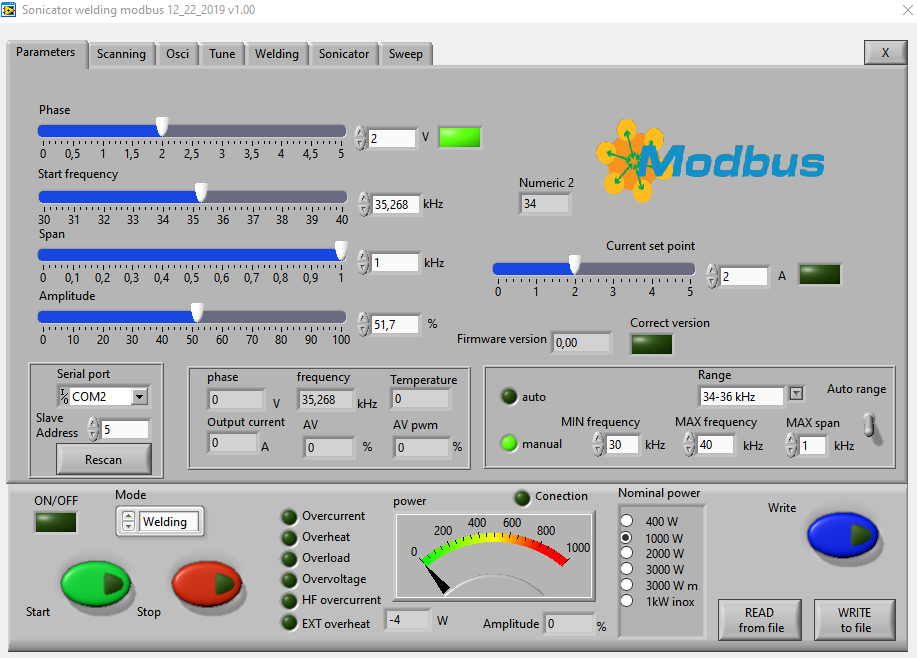 Sonicator welding modbus 12_22_2019 v1.00
Parameters Scanning Osci Tune Welding Sonicator Sweep X
Phase
0 0,5 1 1,5 2 2,5 3 3,5 4 4,5 5
2 V
Start frequency
30 31 32 33 34 35 36 37 38 39 40
35,268 kHz
Span
0 0,1 0,2 0,3 0,4 0,5 0,6 0,7 0,8 0,9 1
1 kHz
Amplitude
0 10 20 30 40 50 60 70 80 90 100
51,7 %
Modbus
Numeric 2
34
Current set point
0 1 2 3 4 5
2 A
Firmware version 0,00
Correct version
Serial port
COM2
Slave
Address 5
Rescan
phase frequency Temperature
0 V 35,268 kHz 0
Output current AV AV pwm
0 A 0 % 0 %
auto
manual
Range
34-36 kHz
Auto range
MIN frequency MAX frequency MAX span
30 kHz 40 kHz 1 kHz
ON/OFF
Mode
Welding
Start Stop
Overcurrent
Overheat
Overload
Overvoltage
HF overcurrent
EXT overheat
power
Conection
0 200 400 600 800 1000
-4 W
Amplitude 0 %
Nominal power
400 W
1000 W
2000 W
3000 W
3000 W m
1kW inox
Write
READ
from file
WRITE
to file